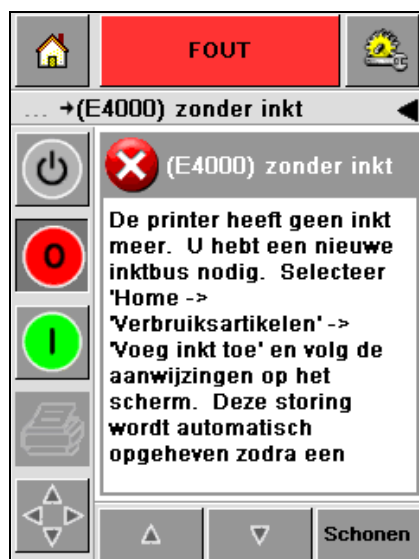 FOUT
... →(E4000) zonder inkt
(E4000) zonder inkt
De printer heeft geen inkt
meer. U hebt een nieuwe
inktbus nodig. Selecteer
'Home ->
'Verbruiksartikelen' ->
'Voeg inkt toe' en volg de
aanwijzingen op het
scherm. Deze storing
wordt automatisch
opgeheven zodra een
O
I
Schonen